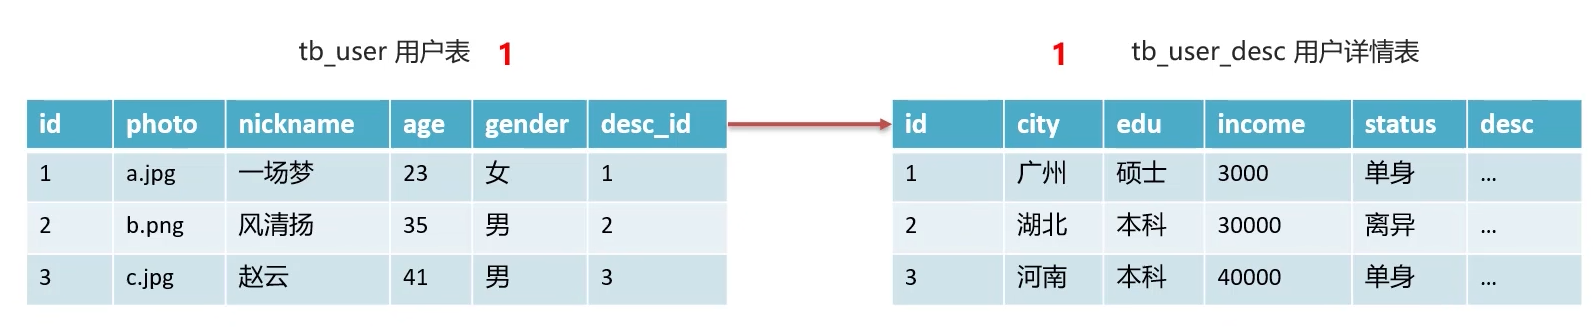 tb_user 用户表 1 1 tb_user_desc 用户详情表
id photo nickname age gender desc_id id city edu income status desc
1 a.jpg 一场梦 23 女 1 1 广州 硕士 3000 单身 ...
2 b.png 风清扬 35 男 2 2 湖北 本科 30000 离异 ...
3 c.jpg 赵云 41 男 3 3 河南 本科 40000 单身 ...